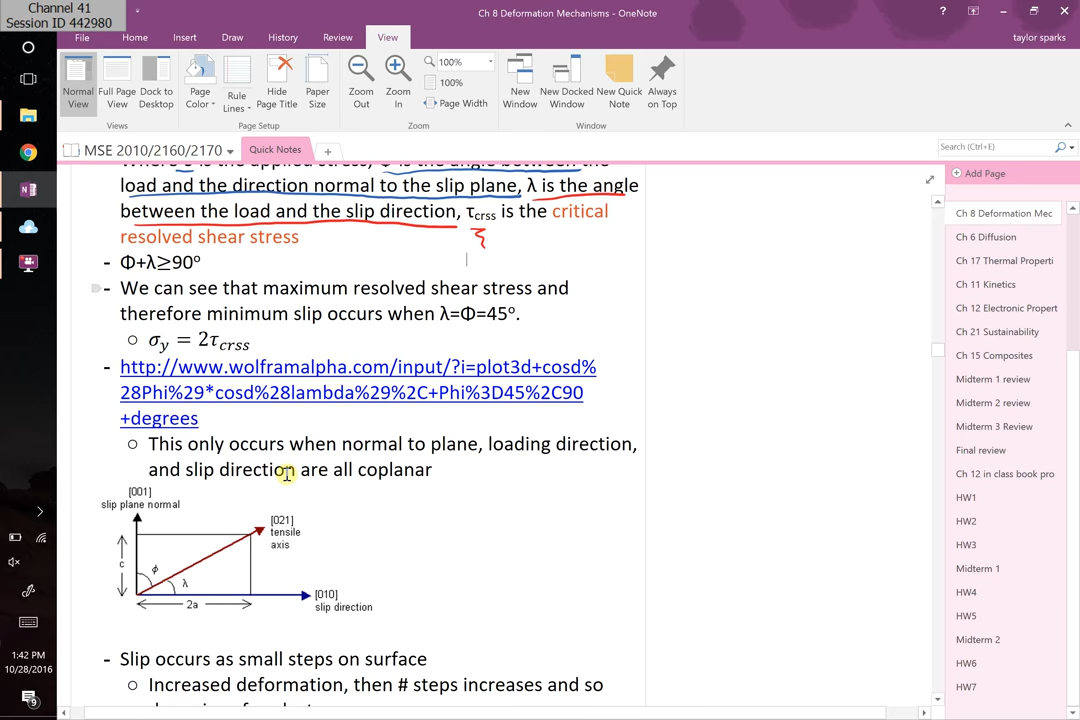 Channel 41
Session ID 442980
Ch 8 Deformation Mechanisms - OneNote
taylor sparks
File Home Insert Draw History Review View
Normal View
Full Page View
Dock to Desktop
Page Color
Rule Lines
Hide Page Title
Paper Size
Zoom Out
Zoom In
100%
100%
Page Width
New Window
New Docked Window
New Quick Note
Always on Top
Views Page Setup Zoom Window
MSE 2010/2160/2170
Quick Notes
Search (Ctrl+E)
load and the direction normal to the slip plane, λ is the angle
between the load and the slip direction, τcrss is the critical
resolved shear stress
- Φ+λ≥90°
- We can see that maximum resolved shear stress and
therefore minimum slip occurs when λ=Φ=45°.
σy = 2τcrss
- http://www.wolframalpha.com/input/?i=plot3d+cosd%
28Phi%29*cosd%28lambda%29%2C+Phi%3D45%2C90
+degrees
This only occurs when normal to plane, loading direction,
and slip direction are all coplanar
[001]
slip plane normal
[021]
tensile
axis
c
ϕ
λ
2a
[010]
slip direction
- Slip occurs as small steps on surface
Increased deformation, then # steps increases and so
Add Page
Ch 8 Deformation Mec
Ch 6 Diffusion
Ch 17 Thermal Properti
Ch 11 Kinetics
Ch 12 Electronic Propert
Ch 21 Sustainability
Ch 15 Composites
Midterm 1 review
Midterm 2 review
Midterm 3 Review
Final review
Ch 12 in class book pro
HW1
HW2
HW3
Midterm 1
HW4
HW5
Midterm 2
HW6
HW7
1:42 PM
10/28/2016
9